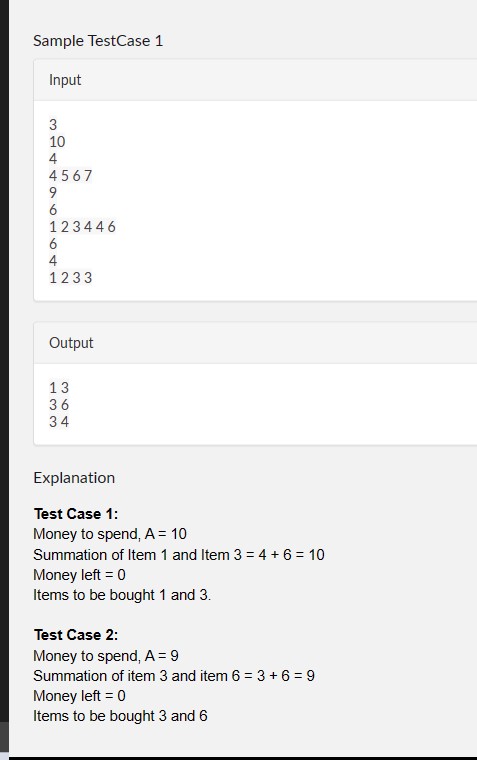 Sample TestCase 1
Input
3
10
4
4 5 6 7
9
6
1 2 3 4 4 6
6
4
1 2 3 3
Output
1 3
3 6
3 4
Explanation
Test Case 1:
Money to spend, A = 10
Summation of Item 1 and Item 3 = 4 + 6 = 10
Money left = 0
Items to be bought 1 and 3.
Test Case 2:
Money to spend, A = 9
Summation of item 3 and item 6 = 3 + 6 = 9
Money left = 0
Items to be bought 3 and 6